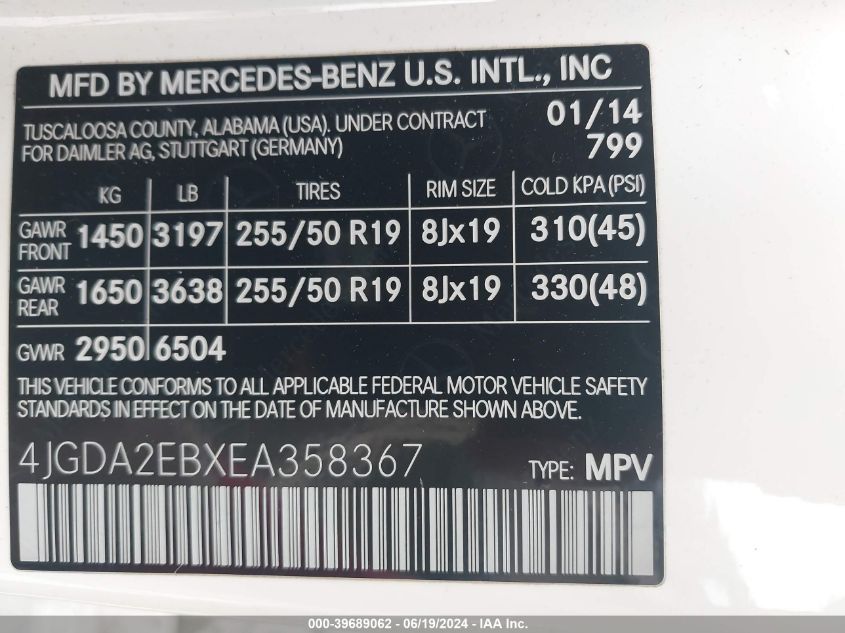 MFD BY MERCEDES-BENZ U.S. INTL., INC
TUSCALOOSA COUNTY, ALABAMA (USA). UNDER CONTRACT 01/14
FOR DAIMLER AG, STUTTGART (GERMANY) 799
KG LB TIRES RIM SIZE COLD KPA (PSI)
GAWR FRONT 1450 3197 255/50 R19 8Jx19 310(45)
GAWR REAR 1650 3638 255/50 R19 8Jx19 330(48)
GVWR 2950 6504
THIS VEHICLE CONFORMS TO ALL APPLICABLE FEDERAL MOTOR VEHICLE SAFETY
STANDARDS IN EFFECT ON THE DATE OF MANUFACTURE SHOWN ABOVE.
4JGDA2EBXEA358367 TYPE: MPV
000-39689062 - 06/19/2024 - IAA Inc.